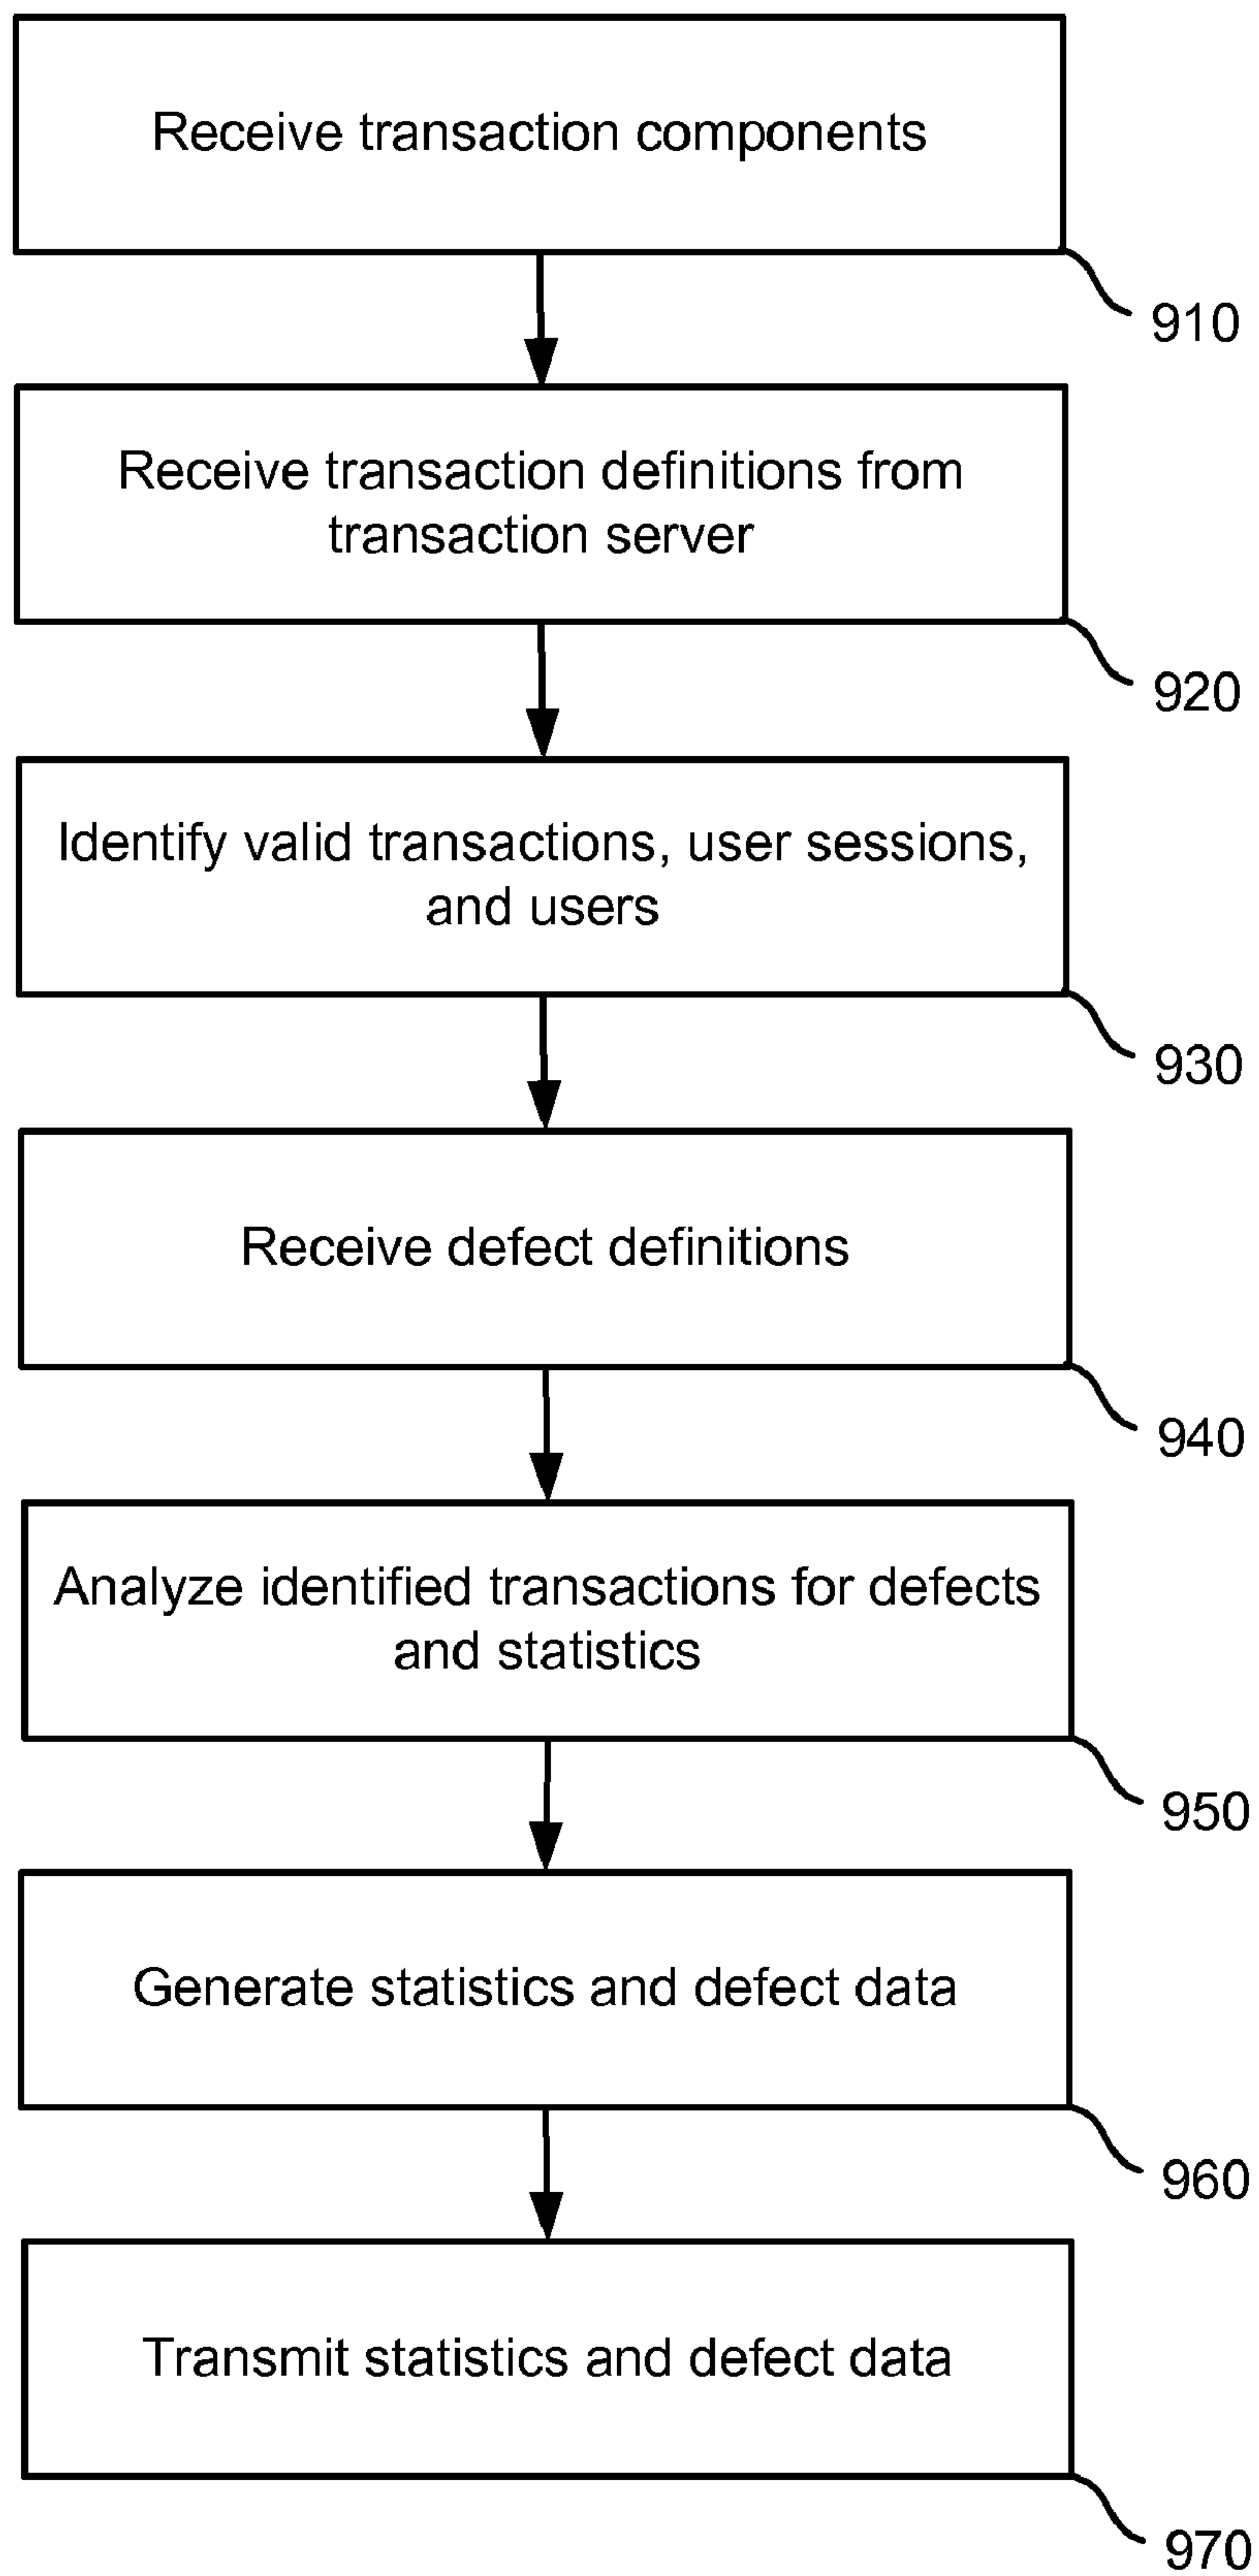 Receive transaction components
910
Receive transaction definitions from
transaction server
920
Identify valid transactions, user sessions,
and users
930
Receive defect definitions
940
Analyze identified transactions for defects
and statistics
950
Generate statistics and defect data
960
Transmit statistics and defect data
970